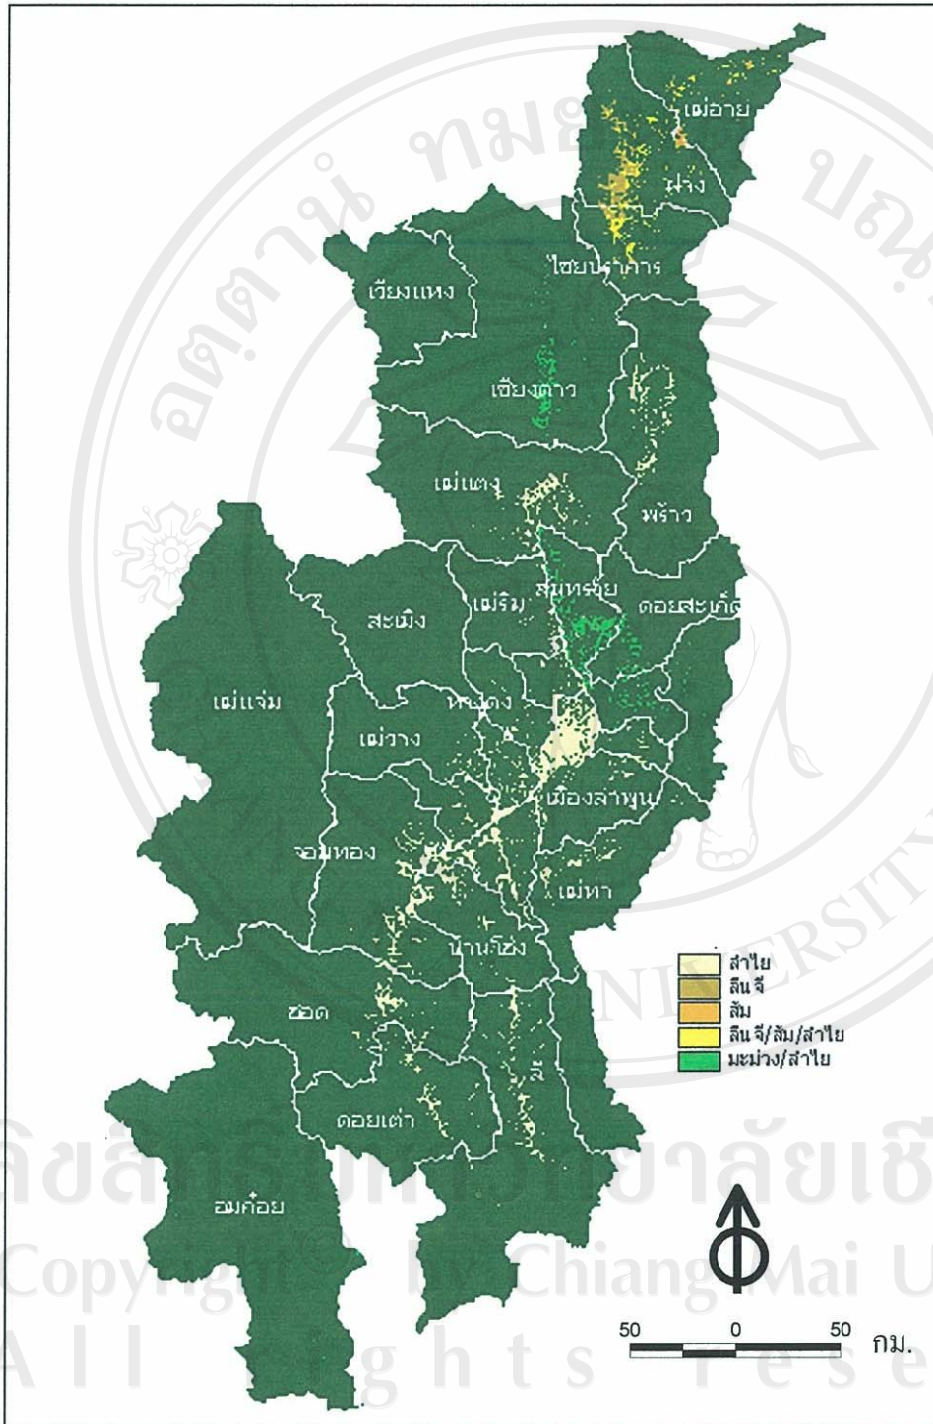 แม่อาย
ฝาง
ไชยปราการ
เวียงแหง
เชียงดาว
แม่แตง
พร้าว
สันทราย
แม่ริม
ดอยสะเก็ด
สะเมิง
แม่แจ่ม
หางดง
แม่วาง
เมืองลำพูน
จอมทอง
แม่ทา
บ้านโฮ่ง
ลำไย
ลิ้นจี่
ส้ม
ลิ้นจี่/ส้ม/ลำไย
มะม่วง/ลำไย
ฮอด
ลี้
ดอยเต่า
อมก๋อย
50 0 50 กม.
Copyright by Chiang Mai U
All rights rese